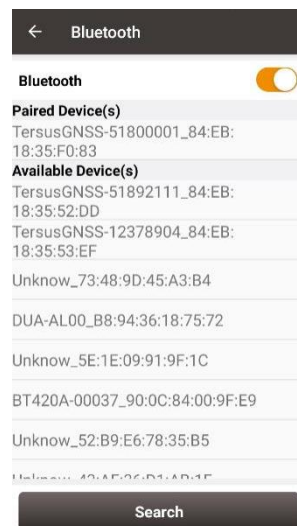 Bluetooth
Bluetooth
Paired Device(s)
TersusGNSS-51800001_84:EB:
18:35:F0:83
Available Device(s)
TersusGNSS-51892111_84:EB:
18:35:52:DD
TersusGNSS-12378904_84:EB:
18:35:53:EF
Unknow_73:48:9D:45:A3:B4
DUA-AL00_B8:94:36:18:75:72
Unknow_5E:1E:09:91:9F:1C
BT420A-00037_90:0C:84:00:9F:E9
Unknow_52:B9:E6:78:35:B5
Search